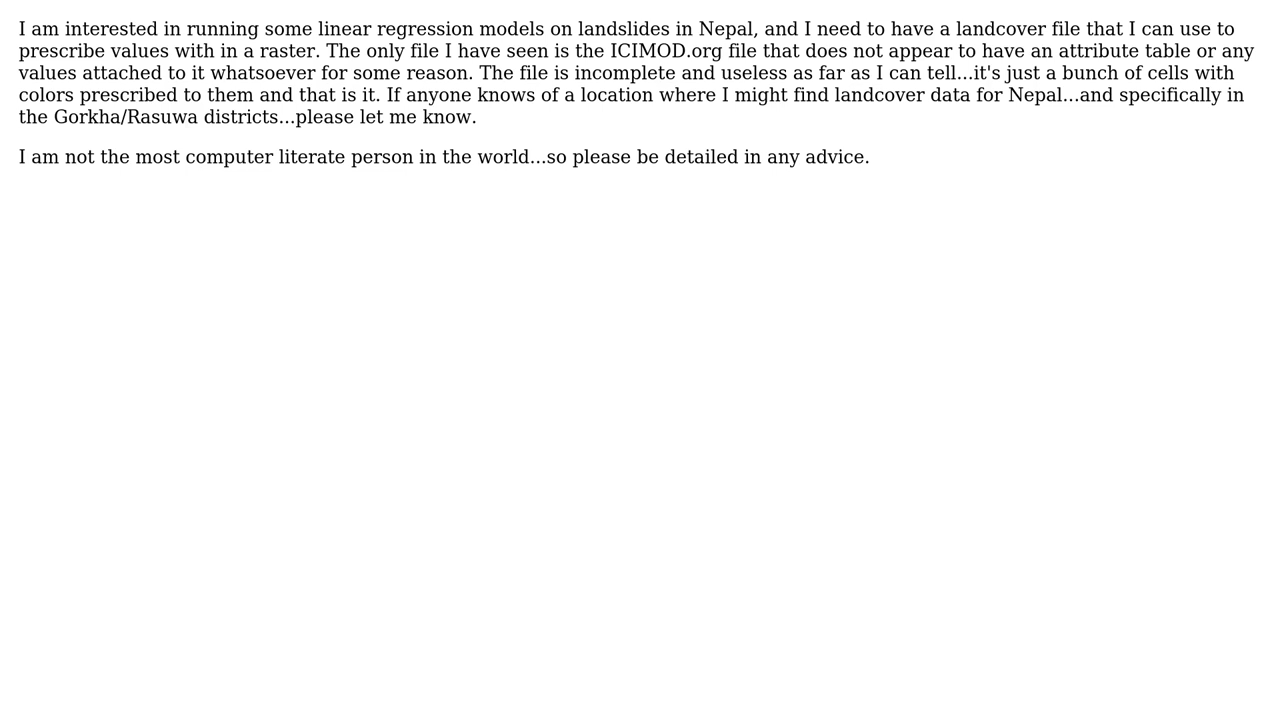 I am interested in running some linear regression models on landslides in Nepal, and I need to have a landcover file that I can use to
prescribe values with in a raster. The only file I have seen is the ICIMOD.org file that does not appear to have an attribute table or any
values attached to it whatsoever for some reason. The file is incomplete and useless as far as I can tell...it's just a bunch of cells with
colors prescribed to them and that is it. If anyone knows of a location where I might find landcover data for Nepal...and specifically in
the Gorkha/Rasuwa districts...please let me know.
I am not the most computer literate person in the world...so please be detailed in any advice.